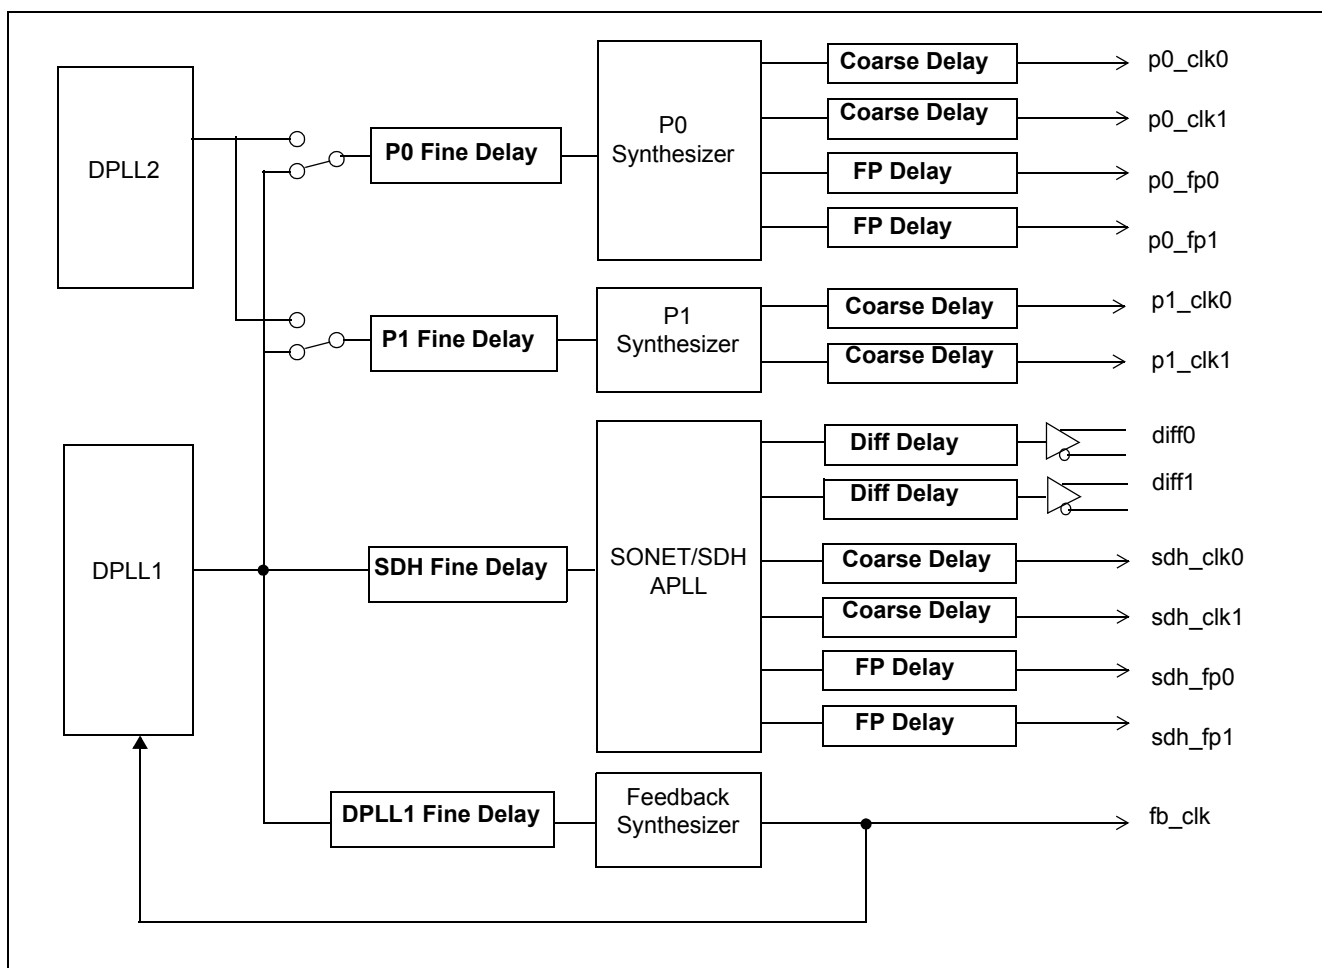 DPLL2
P0 Fine Delay
P0
Synthesizer
Coarse Delay
p0_clk0
Coarse Delay
p0_clk1
FP Delay
p0_fp0
FP Delay
p0_fp1
P1 Fine Delay
P1
Synthesizer
Coarse Delay
p1_clk0
Coarse Delay
p1_clk1
DPLL1
SDH Fine Delay
SONET/SDH
APLL
Diff Delay
diff0
Diff Delay
diff1
Coarse Delay
sdh_clk0
Coarse Delay
sdh_clk1
FP Delay
sdh_fp0
FP Delay
sdh_fp1
DPLL1 Fine Delay
Feedback
Synthesizer
fb_clk